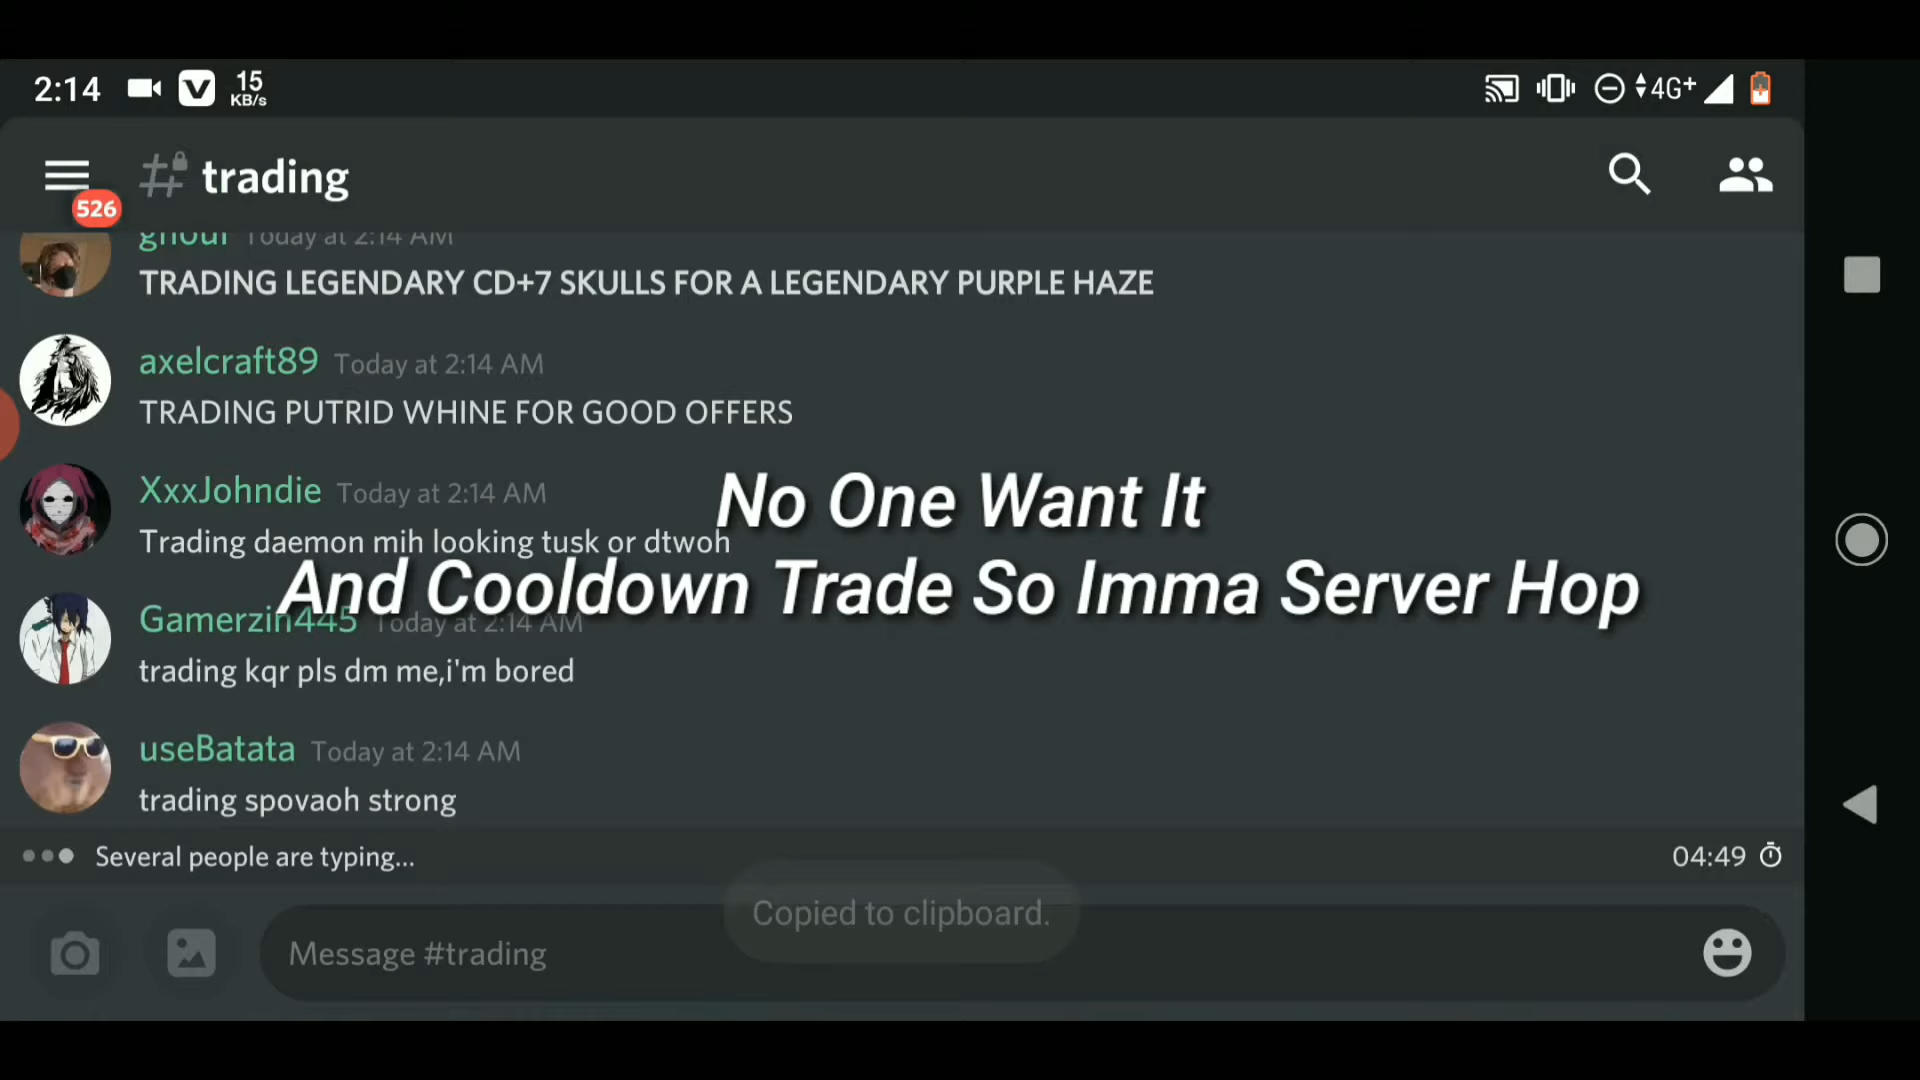 2:14 V 15 KB/s 4G+
# trading
526
ghoul Today at 2:14 AM
TRADING LEGENDARY CD+7 SKULLS FOR A LEGENDARY PURPLE HAZE
axelcraft89 Today at 2:14 AM
TRADING PUTRID WHINE FOR GOOD OFFERS
XxxJohndie Today at 2:14 AM
No One Want It
Trading daemon mih looking tusk or dtwoh
And Cooldown Trade So Imma Server Hop
Gamerzin445 Today at 2:14 AM
trading kqr pls dm me,i'm bored
useBatata Today at 2:14 AM
trading spovaoh strong
Several people are typing... 04:49
Copied to clipboard.
Message #trading